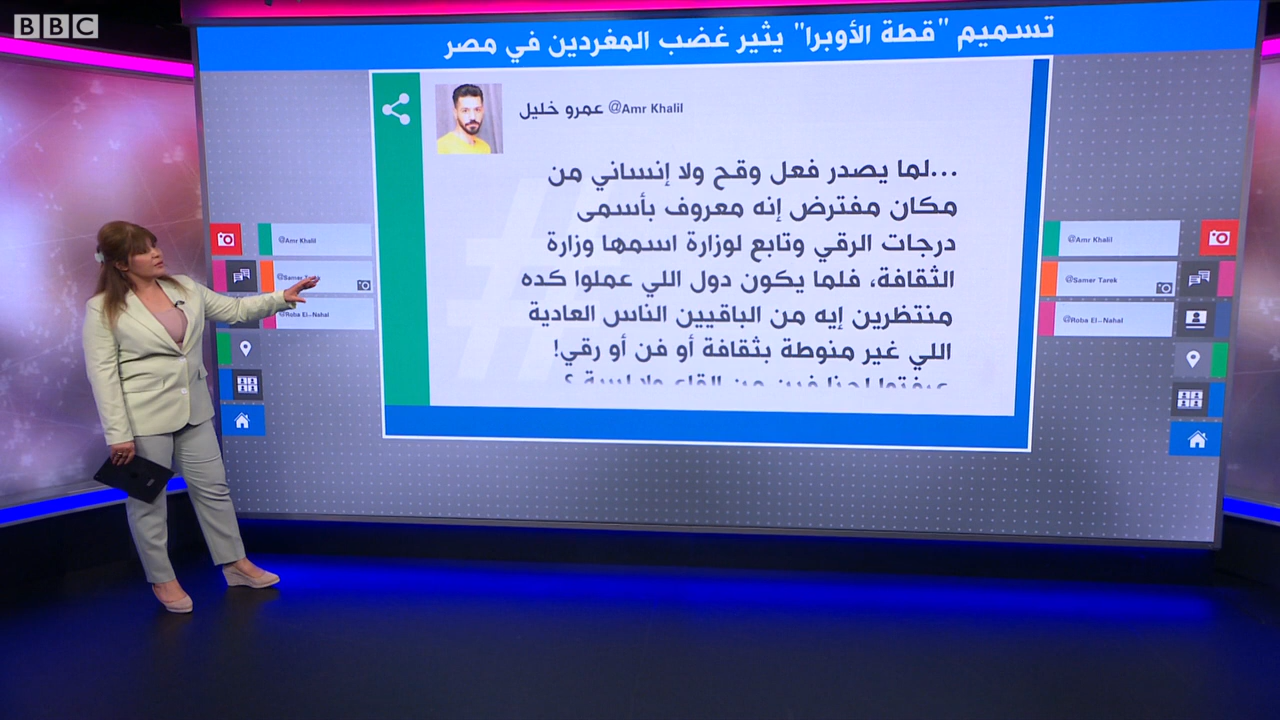 BBC
تسميم "قطة الأوبرا" يثير غضب المغردين في مصر
عمرو خليل @Amr Khalil
...لما يصدر فعل وقح ولا إنساني من
مكان مفترض إنه معروف بأسمى
درجات الرقي وتابع لوزارة اسمها وزارة
الثقافة، فلما يكون دول اللي عملوا كده
منتظرين إيه من الباقيين الناس العادية
اللي غير منوطة بثقافة أو فن أو رقي!
@Amr Khalil
@Samer Tarek
@Roba El-Nahal
@Amr Khalil
@Samer Tarek
@Roba El-Nahal